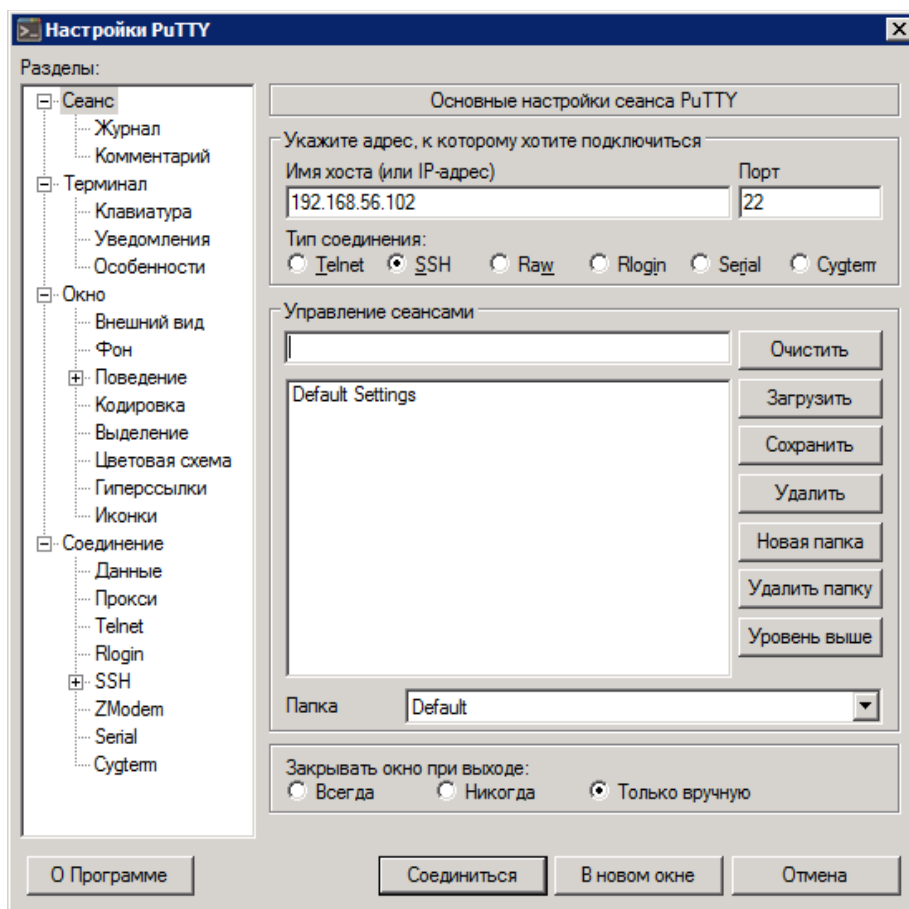 Настройки PuTTY
Разделы:
Сеанс
Журнал
Комментарий
Терминал
Клавиатура
Уведомления
Особенности
Окно
Внешний вид
Фон
Поведение
Кодировка
Выделение
Цветовая схема
Гиперссылки
Иконки
Соединение
Данные
Прокси
Telnet
Rlogin
SSH
ZModem
Serial
Cygterm
Основные настройки сеанса PuTTY
Укажите адрес, к которому хотите подключиться
Имя хоста (или IP-адрес) Порт
192.168.56.102 22
Тип соединения:
Telnet SSH Raw Rlogin Serial Cygterm
Управление сеансами
Очистить
Default Settings
Загрузить
Сохранить
Удалить
Новая папка
Удалить папку
Уровень выше
Папка Default
Закрывать окно при выходе:
Всегда Никогда Только вручную
О Программе Соединиться В новом окне Отмена